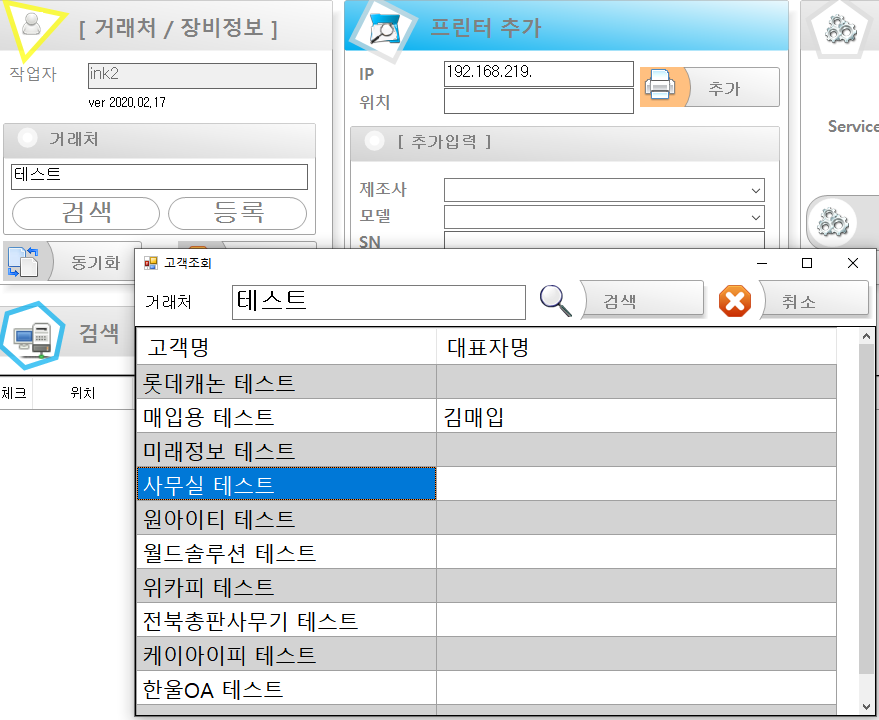 [ 거래처 / 장비정보 ]
작업자 ink2
ver 2020.02.17
거래처
테스트
검색 등록
동기화
검색
체크 위치
프린터 추가
IP 192.168.219.
위치
추가
[ 추가입력 ]
제조사
모델
SN
Service
고객조회
거래처 테스트 검색 취소
고객명 대표자명
롯데캐논 테스트
매입용 테스트 김매입
미래정보 테스트
사무실 테스트
원아이티 테스트
월드솔루션 테스트
위카피 테스트
전북총판사무기 테스트
케이아이피 테스트
한울OA 테스트